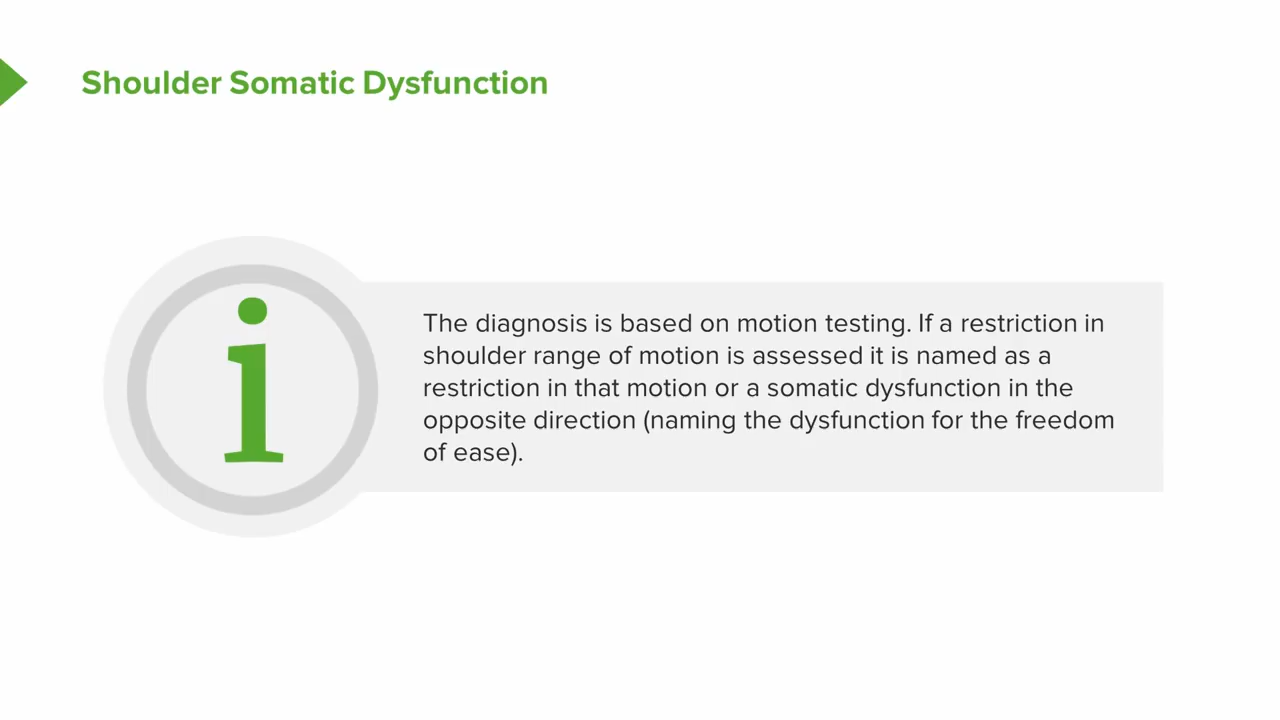 Shoulder Somatic Dysfunction
The diagnosis is based on motion testing. If a restriction in
shoulder range of motion is assessed it is named as a
restriction in that motion or a somatic dysfunction in the
opposite direction (naming the dysfunction for the freedom
of ease).